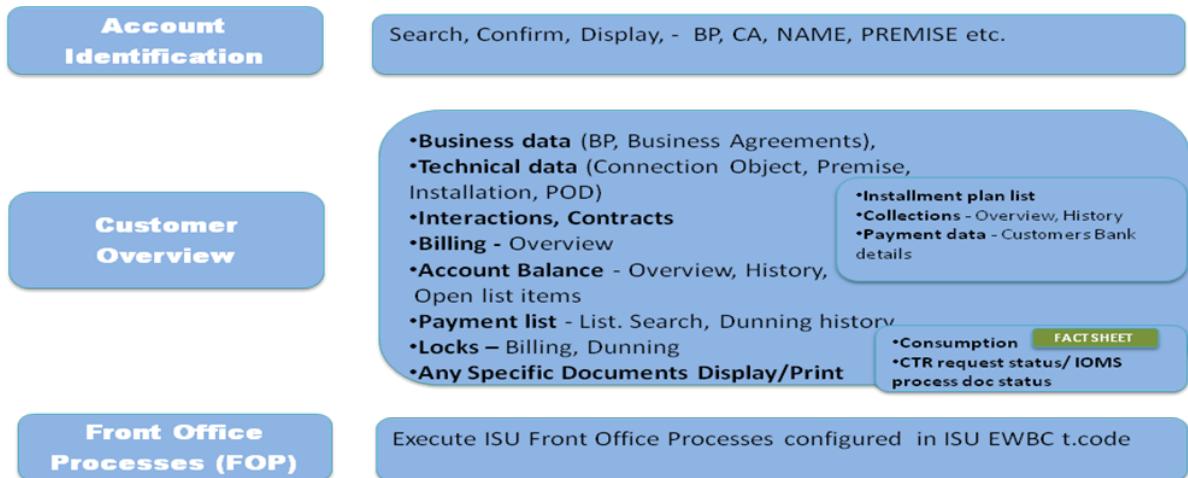 Account
Identification
Search, Confirm, Display, - BP, CA, NAME, PREMISE etc.
Customer
Overview
•Business data (BP, Business Agreements),
•Technical data (Connection Object, Premise,
Installation, POD)
•Interactions, Contracts
•Billing - Overview
•Account Balance - Overview, History,
Open list items
•Payment list - List. Search, Dunning history
•Locks – Billing, Dunning
•Any Specific Documents Display/Print
•Installment plan list
•Collections - Overview, History
•Payment data - Customers Bank
details
•Consumption
FACT SHEET
•CTR request status/ IOMS
process doc status
Front Office
Processes (FOP)
Execute ISU Front Office Processes configured in ISU EWBC t.code